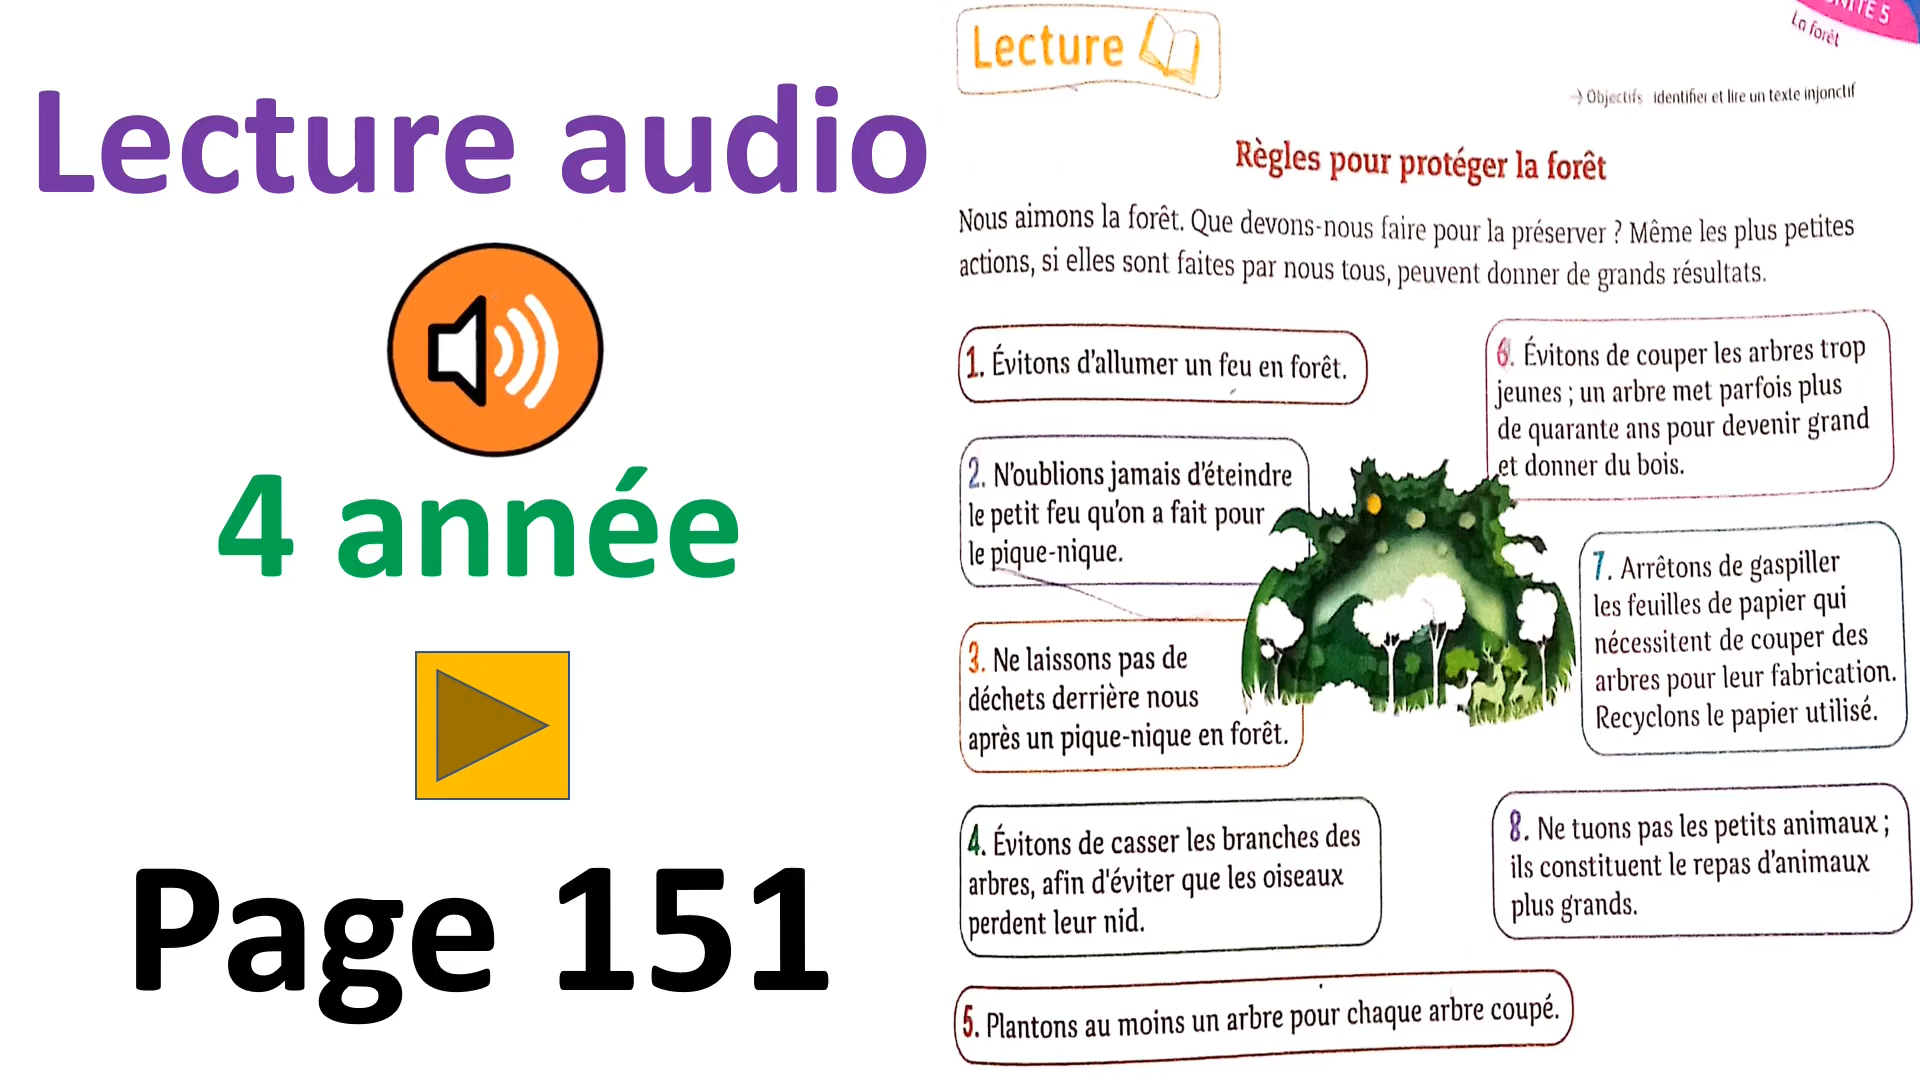 Lecture audio
4 année
Page 151
Lecture
UNITÉ 5
La forêt
Objectifs identifier et lire un texte injonctif
Règles pour protéger la forêt
Nous aimons la forêt. Que devons-nous faire pour la préserver ? Même les plus petites
actions, si elles sont faites par nous tous, peuvent donner de grands résultats.
1. Évitons d'allumer un feu en forêt.
2. N'oublions jamais d'éteindre
le petit feu qu'on a fait pour
le pique-nique.
3. Ne laissons pas de
déchets derrière nous
après un pique-nique en forêt.
4. Évitons de casser les branches des
arbres, afin d'éviter que les oiseaux
perdent leur nid.
5. Plantons au moins un arbre pour chaque arbre coupé.
6. Évitons de couper les arbres trop
jeunes ; un arbre met parfois plus
de quarante ans pour devenir grand
et donner du bois.
7. Arrêtons de gaspiller
les feuilles de papier qui
nécessitent de couper des
arbres pour leur fabrication.
Recyclons le papier utilisé.
8. Ne tuons pas les petits animaux ;
ils constituent le repas d'animaux
plus grands.